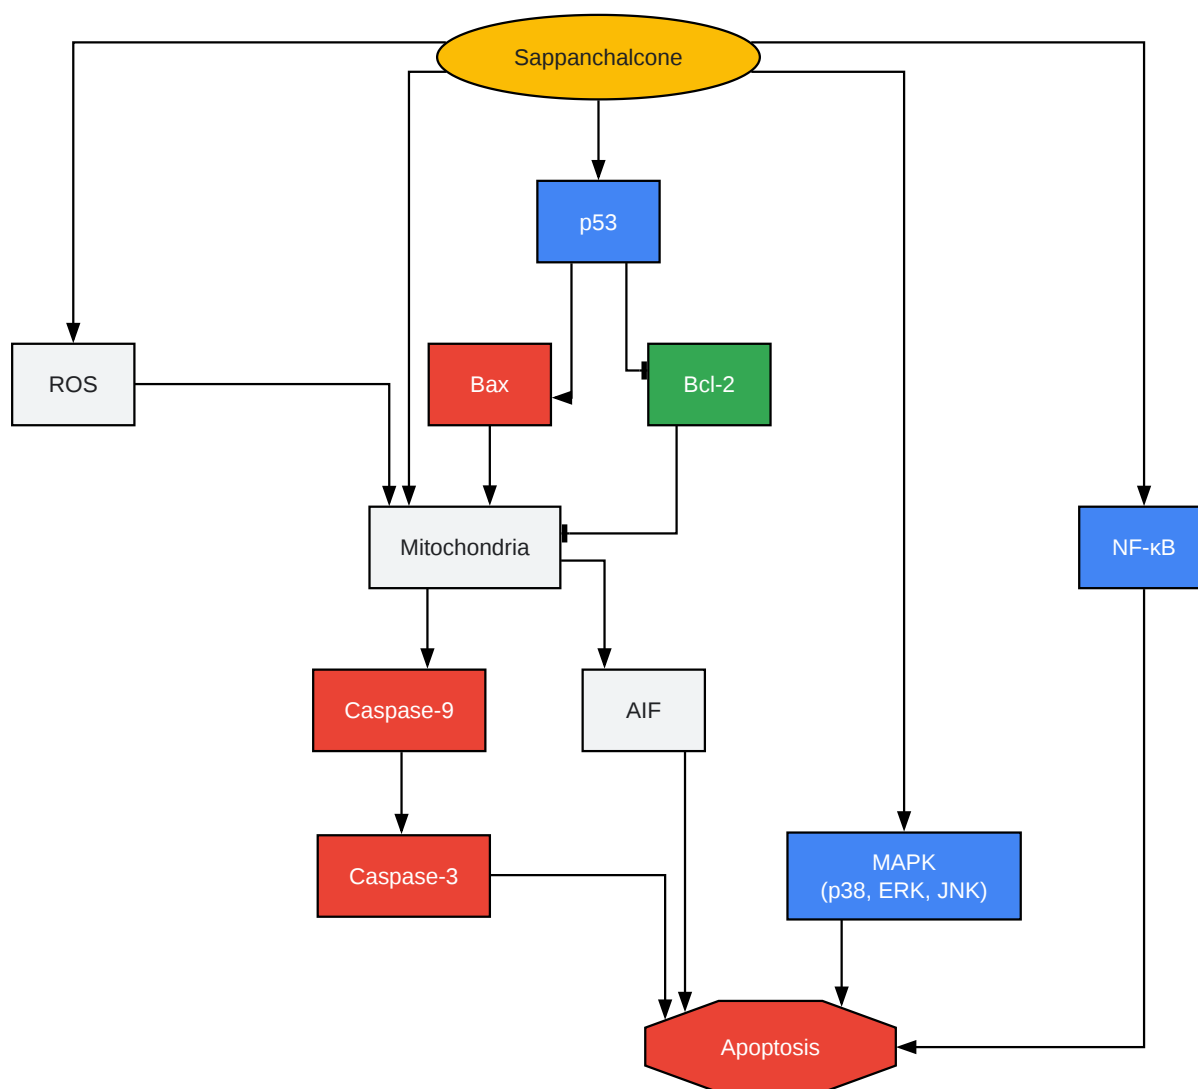 Sappanchalcone
p53
ROS
Bax
Bcl-2
Mitochondria
NF-κB
Caspase-9
AIF
Caspase-3
MAPK
(p38, ERK, JNK)
Apoptosis